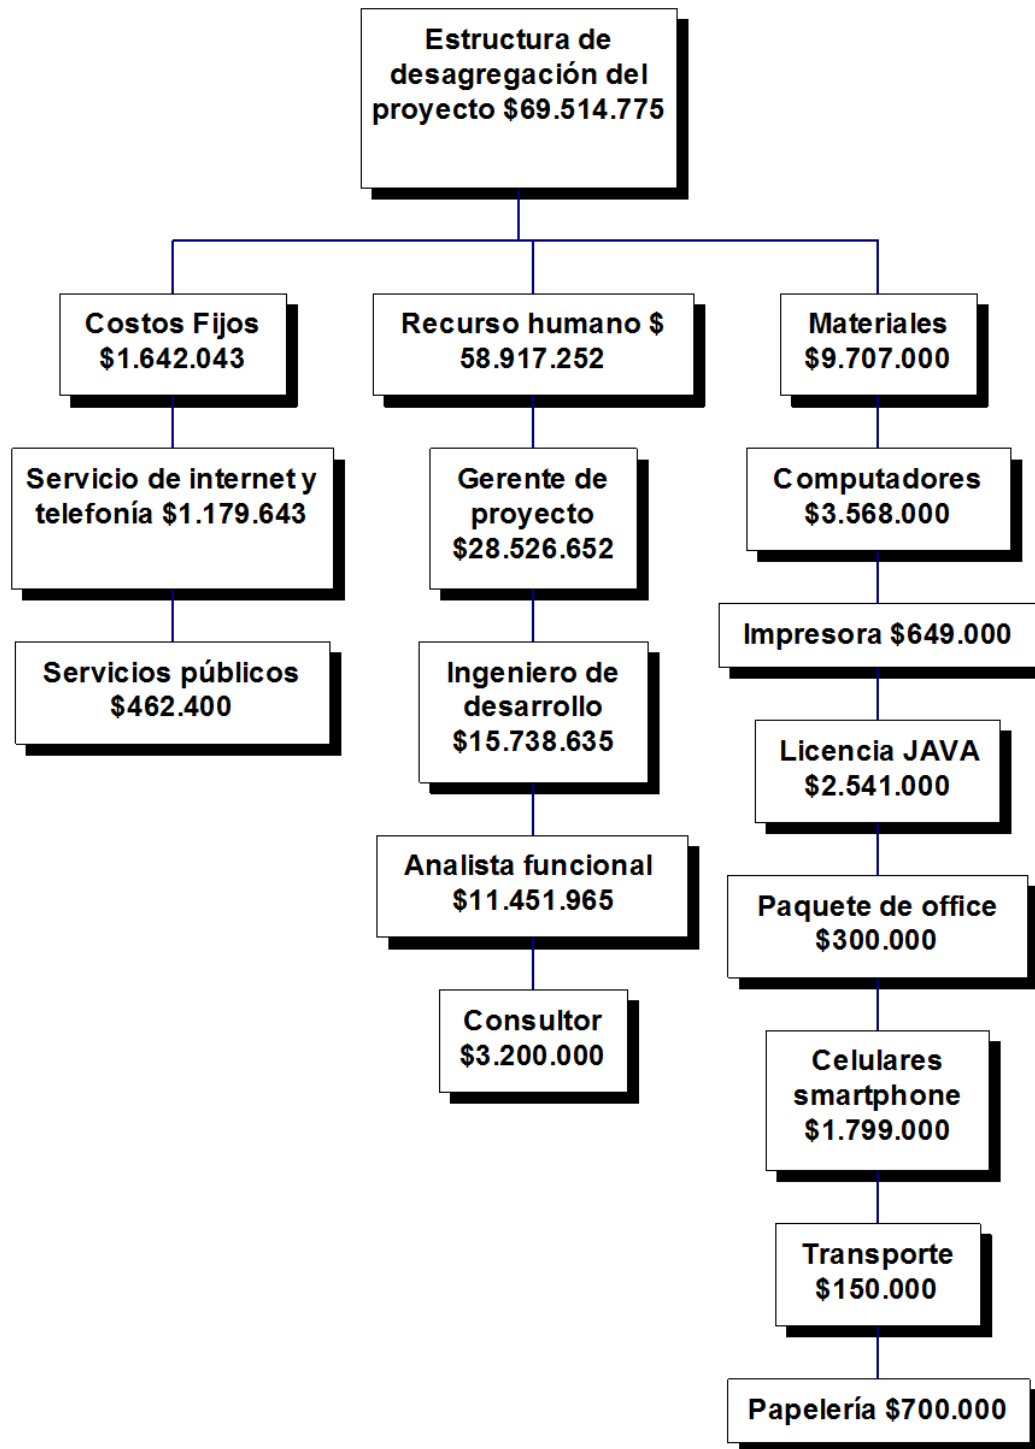 Estructura de
desagregación del
proyecto $69.514.775
Costos Fijos
$1.642.043
Recurso humano $
58.917.252
Materiales
$9.707.000
Servicio de internet y
telefonía $1.179.643
Servicios públicos
$462.400
Gerente de
proyecto
$28.526.652
Ingeniero de
desarrollo
$15.738.635
Analista funcional
$11.451.965
Consultor
$3.200.000
Computadores
$3.568.000
Impresora $649.000
Licencia JAVA
$2.541.000
Paquete de office
$300.000
Celulares
smartphone
$1.799.000
Transporte
$150.000
Papelería $700.000